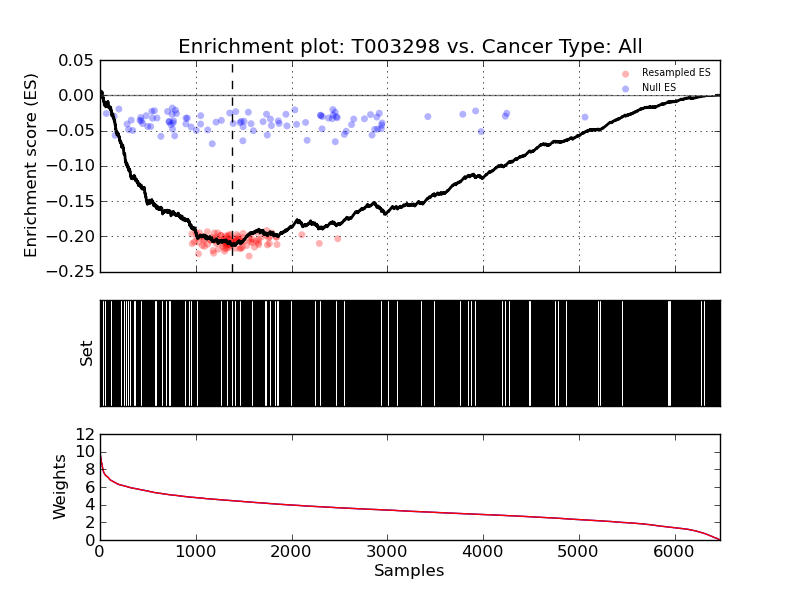 Enrichment plot: T003298 vs. Cancer Type: All
0.05
0.00
−0.05
−0.10
−0.15
−0.20
−0.25
Enrichment score (ES)
Resampled ES
Null ES
Set
12
10
8
6
4
2
0
Weights
0 1000 2000 3000 4000 5000 6000
Samples